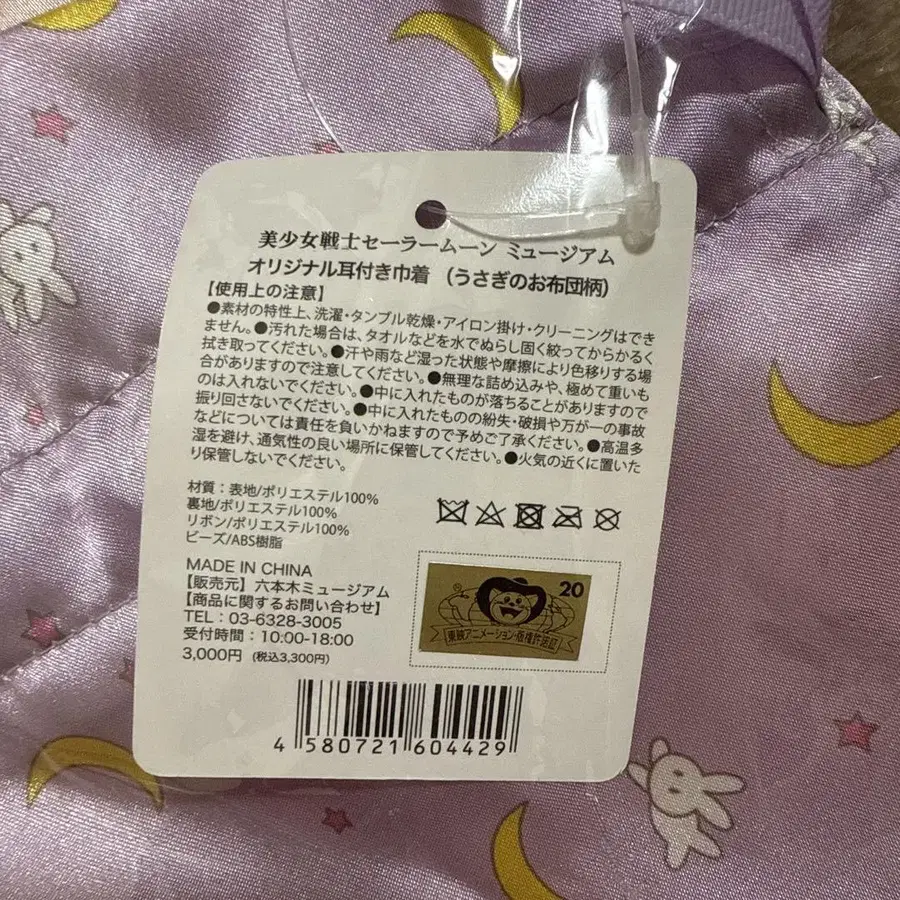 美少女戦士セーラームーン ミュージアム
オリジナル耳付き巾着 (うさぎのお布団柄)
【使用上の注意】
●素材の特性上、洗濯・タンブル乾燥・アイロン掛け・クリーニングはでき
ません。●汚れた場合は、タオルなどを水でぬらし固く絞ってからかるく
拭き取ってください。●汗や雨など湿った状態や摩擦により色移りする場
合がありますので注意してください。●無理な詰め込みや、極めて重いも
のは入れないでください。●中に入れたものが落ちることがありますので
振り回さないでください。●中に入れたものの紛失・破損や万が一の事故
などについては責任を負いかねますので予めご了承ください。●高温多
湿を避け、通気性の良い場所に保管してください。●火気の近くに置いた
り保管しないでください。
材質：表地/ポリエステル100%
裏地/ポリエステル100%
リボン/ポリエステル100%
ビーズ/ABS樹脂
MADE IN CHINA
【販売元】六本木ミュージアム
【商品に関するお問い合わせ】
TEL：03-6328-3005
受付時間：10:00-18:00
3,000円 (税込3,300円)
20
東映アニメーション・版権許諾証
4 580721 604429